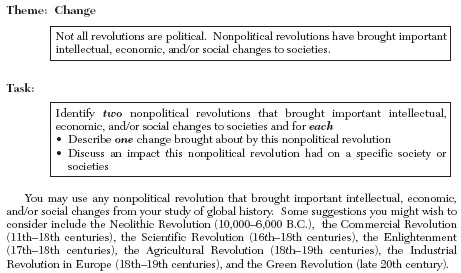 Theme: Change
Not all revolutions are political. Nonpolitical revolutions have brought important
intellectual, economic, and/or social changes to societies.
Task:
Identify two nonpolitical revolutions that brought important intellectual,
economic, and/or social changes to societies and for each
• Describe one change brought about by this nonpolitical revolution
• Discuss an impact this nonpolitical revolution had on a specific society or
societies
You may use any nonpolitical revolution that brought important intellectual, economic,
and/or social changes from your study of global history. Some suggestions you might wish to
consider include the Neolithic Revolution (10,000–6,000 B.C.), the Commercial Revolution
(11th–18th centuries), the Scientific Revolution (16th–18th centuries), the Enlightenment
(17th–18th centuries), the Agricultural Revolution (18th–19th centuries), the Industrial
Revolution in Europe (18th–19th centuries), and the Green Revolution (late 20th century).